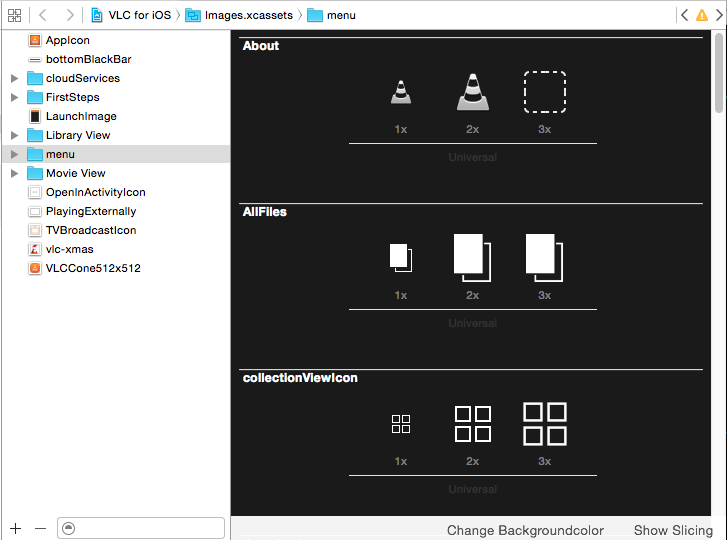 VLC for iOS Images.xcassets menu
AppIcon
bottomBlackBar
cloudServices
FirstSteps
LaunchImage
Library View
menu
Movie View
OpenInActivityIcon
PlayingExternally
TVBroadcastIcon
vlc-xmas
VLCCone512x512
About
1x 2x 3x
Universal
AllFiles
1x 2x 3x
Universal
collectionViewIcon
1x 2x 3x
Universal
Change Backgroundcolor Show Slicing